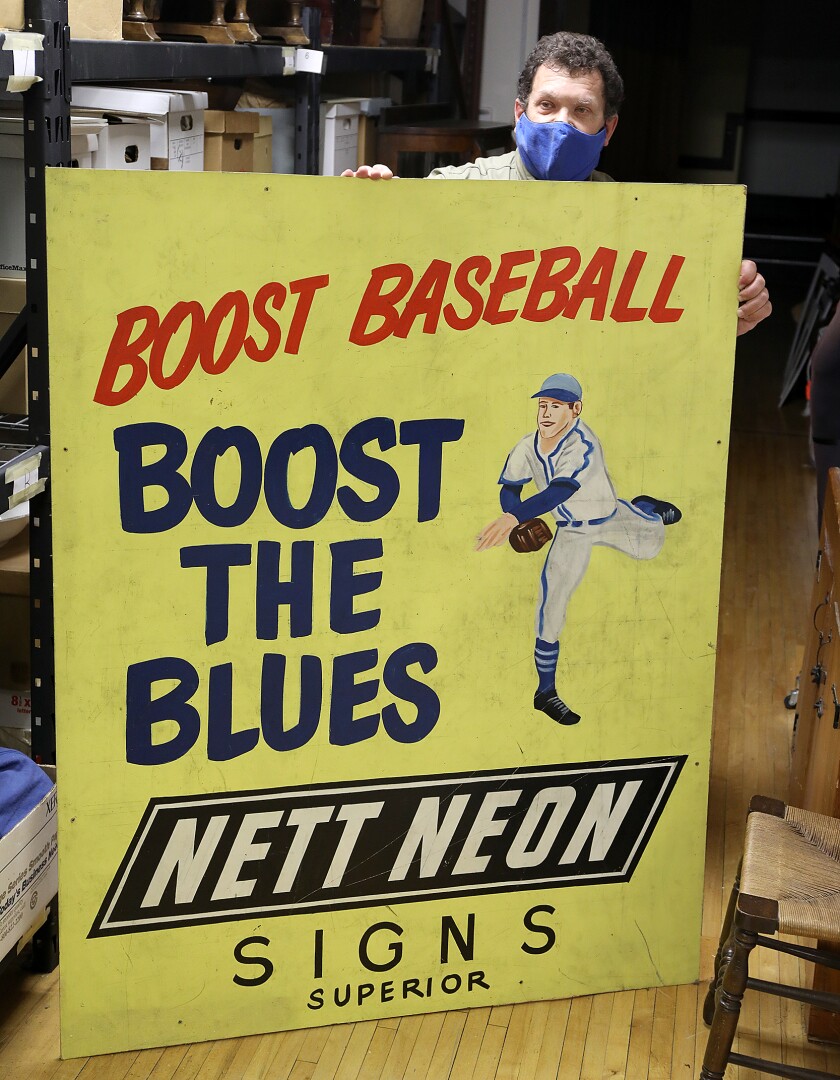 BOOST BASEBALL
BOOST
THE
BLUES
NETT NEON
SIGNS
SUPERIOR